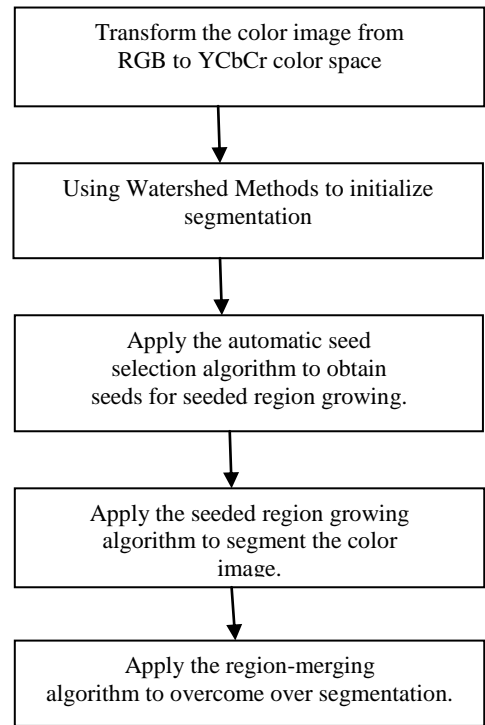 Transform the color image from
RGB to YCbCr color space
Using Watershed Methods to initialize
segmentation
Apply the automatic seed
selection algorithm to obtain
seeds for seeded region growing.
Apply the seeded region growing
algorithm to segment the color
image.
Apply the region-merging
algorithm to overcome over segmentation.